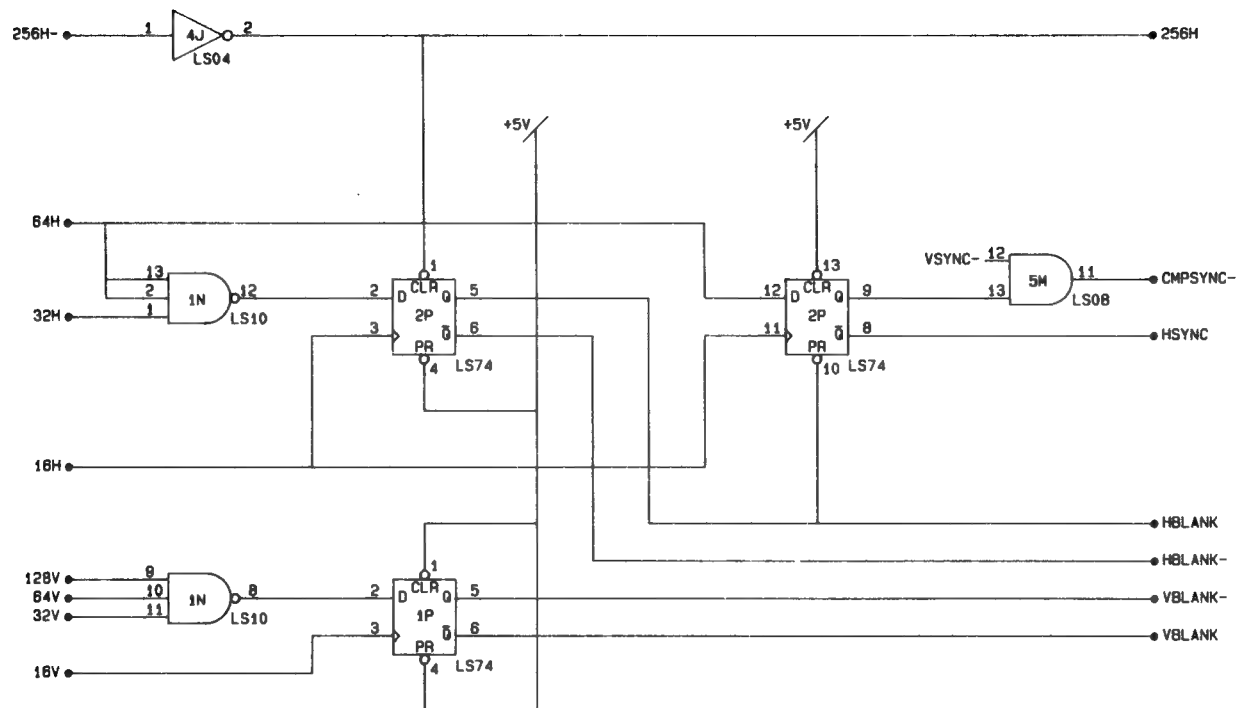 256H-
1
4J
2
LS04
256H
+5V
+5V
64H
13
2
1
1N
12
LS10
32H
1
2
D
CLR
Q
5
2P
3
Q
6
PR
4
LS74
13
12
D
CLR
Q
9
2P
11
Q
8
PR
10
LS74
VSYNC-
12
13
5M
11
LS08
CMPSYNC-
HSYNC
16H
HBLANK
HBLANK-
128V
9
64V
10
32V
11
1N
8
LS10
1
2
D
CLR
Q
5
1P
3
Q
6
PR
4
LS74
VBLANK-
VBLANK
16V